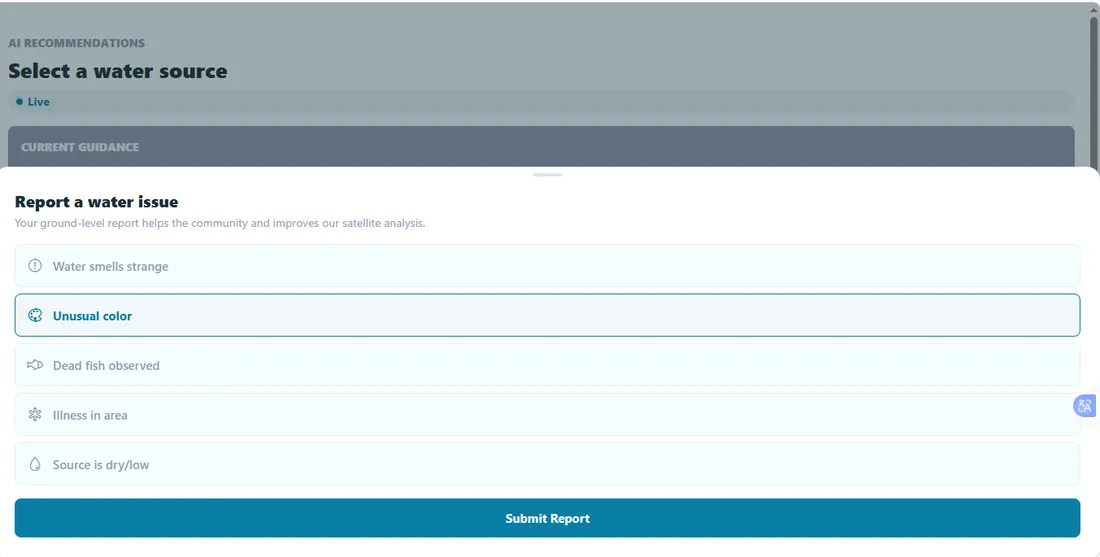 AI RECOMMENDATIONS
Select a water source
Live
CURRENT GUIDANCE
Report a water issue
Your ground-level report helps the community and improves our satellite analysis.
Water smells strange
Unusual color
Dead fish observed
Illness in area
Source is dry/low
Submit Report